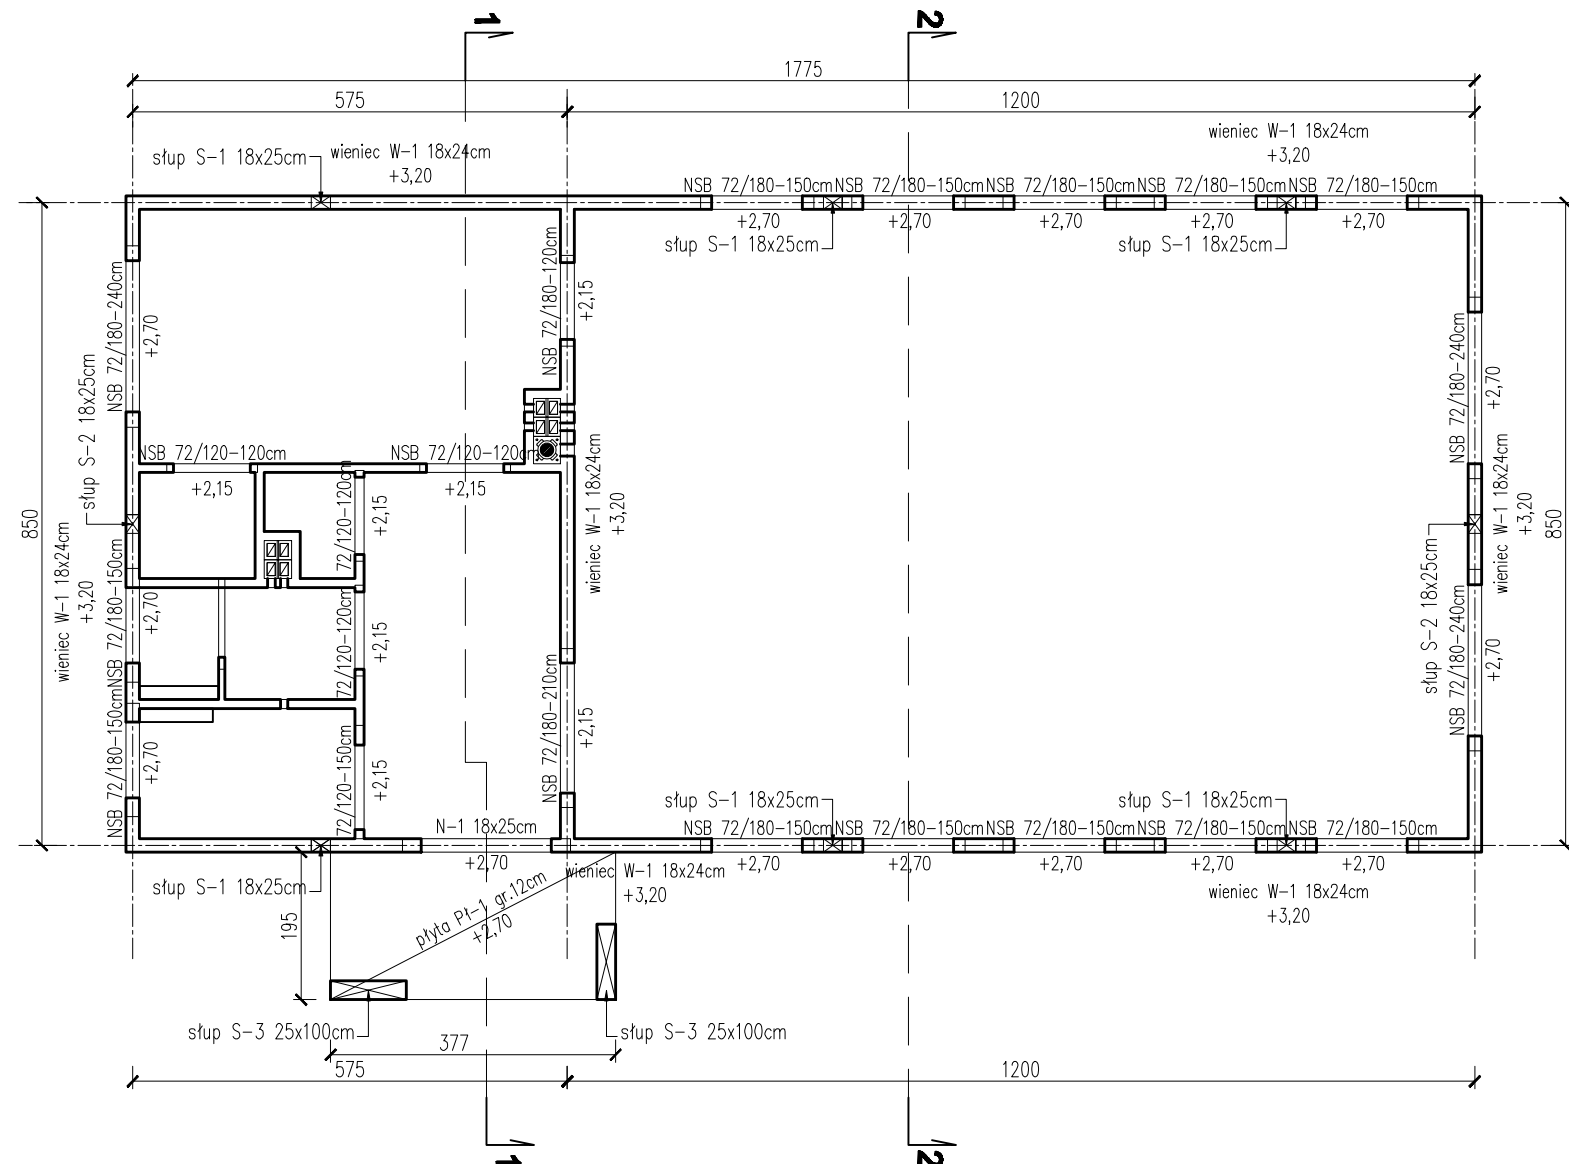 1
2
1775
575
1200
wieniec W-1 18x24cm
+3,20
słup S-1 18x25cm
wieniec W-1 18x24cm
+3,20
NSB 72/180-150cm
NSB 72/180-150cm
NSB 72/180-150cm
NSB 72/180-150cm
NSB 72/180-150cm
+2,70
+2,70
+2,70
+2,70
+2,70
słup S-1 18x25cm
słup S-1 18x25cm
NSB 72/180-240cm
+2,70
NSB 72/180-120cm
+2,15
NSB 72/180-240cm
+2,70
słup S-2 18x25cm
NSB 72/120-120cm
+2,15
NSB 72/120-120cm
+2,15
72/120-120cm
+2,15
wieniec W-1 18x24cm
+3,20
wieniec W-1 18x24cm
+3,20
850
850
wieniec W-1 18x24cm
+3,20
NSB 72/180-150cm
+2,70
72/120-120cm
+2,15
słup S-2 18x25cm
NSB 72/180-240cm
+2,70
NSB 72/180-150cm
+2,70
72/120-150cm
+2,15
NSB 72/180-210cm
+2,15
słup S-1 18x25cm
słup S-1 18x25cm
N-1 18x25cm
+2,70
NSB 72/180-150cm
NSB 72/180-150cm
NSB 72/180-150cm
NSB 72/180-150cm
NSB 72/180-150cm
+2,70
+2,70
+2,70
+2,70
+2,70
słup S-1 18x25cm
wieniec W-1 18x24cm
+3,20
wieniec W-1 18x24cm
+3,20
płyta Pł-1 gr.12cm
+2,70
195
słup S-3 25x100cm
słup S-3 25x100cm
377
575
1200
1
2